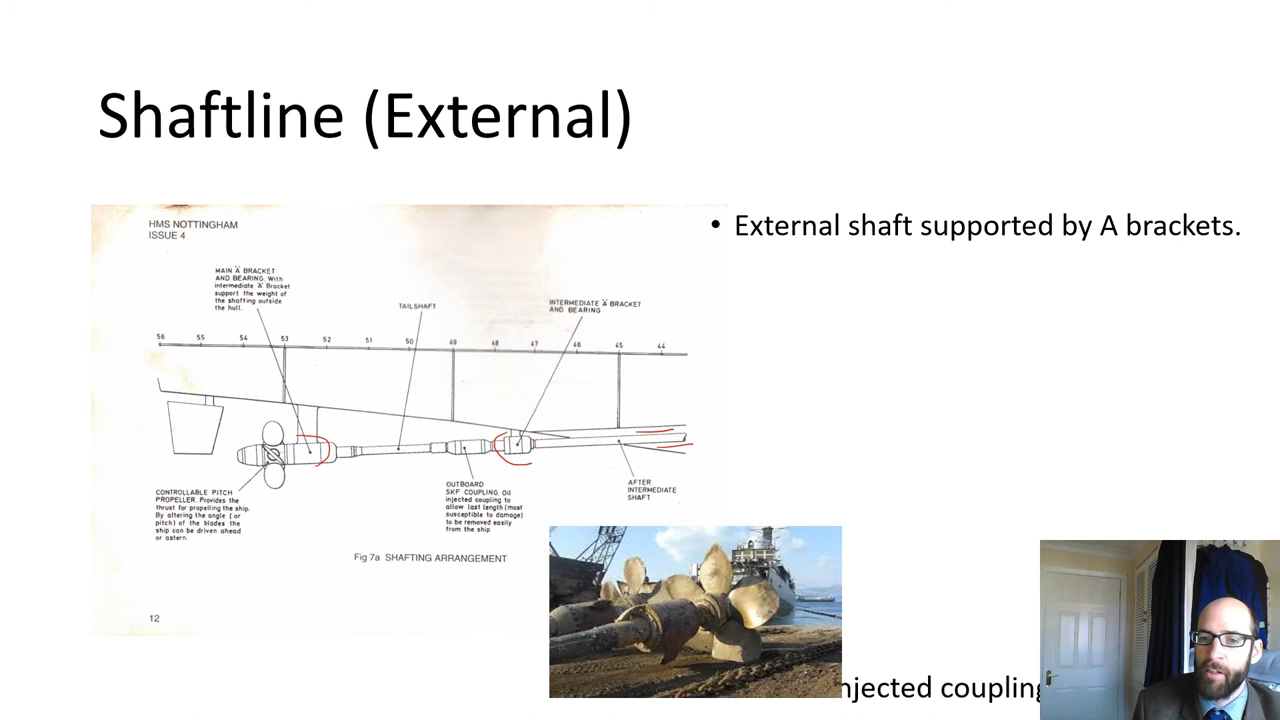 Shaftline (External)
HMS NOTTINGHAM
ISSUE 4
MAIN 'A' BRACKET
AND BEARING. With
intermediate 'A' Bracket
support the weight of
the shafting outside
the hull.
TAILSHAFT
INTERMEDIATE 'A' BRACKET
AND BEARING
56 55 54 53 52 51 50 49 48 47 46 45 44
CONTROLLABLE PITCH
PROPELLER. Provides the
thrust for propelling the ship.
By altering the angle (or
pitch) of the blades the
ship can be driven ahead
or astern.
OUTBOARD
SKF COUPLING. Oil
injected coupling to
allow last length (most
susceptible to damage)
to be removed easily
from the ship
AFTER
INTERMEDIATE
SHAFT
Fig 7a SHAFTING ARRANGEMENT
12
• External shaft supported by A brackets.
njected coupling